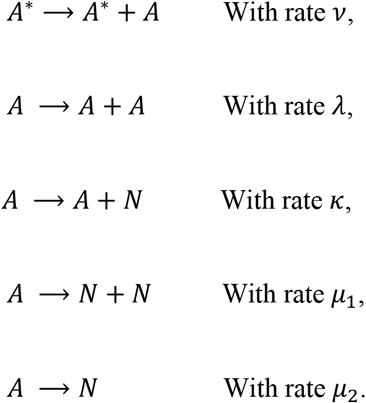 A* ⟶ A* + A With rate ν,
A ⟶ A + A With rate λ,
A ⟶ A + N With rate κ,
A ⟶ N + N With rate μ₁,
A ⟶ N With rate μ₂.